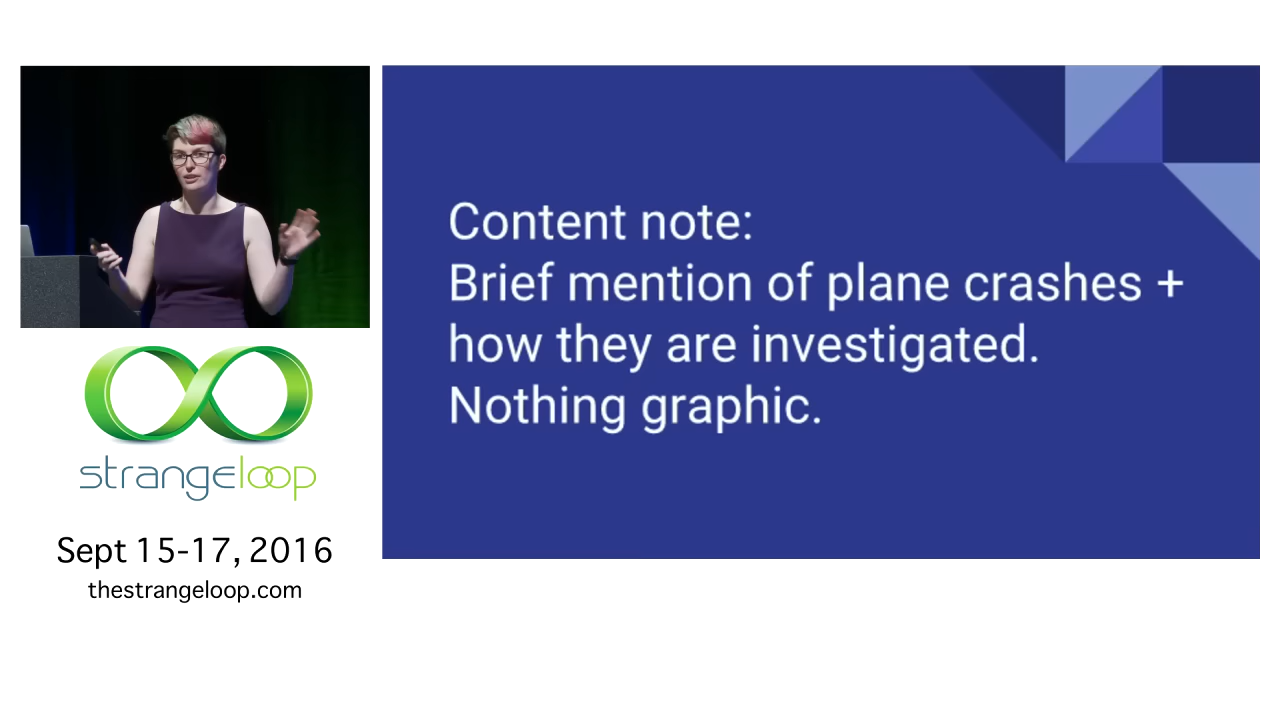 Content note:
Brief mention of plane crashes +
how they are investigated.
Nothing graphic.
strangeloop
Sept 15-17, 2016
thestrangeloop.com